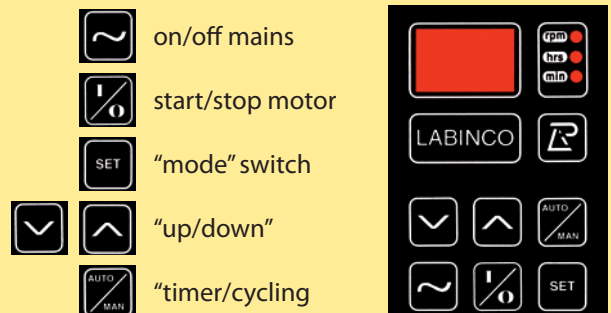 on/off mains
I/O
start/stop motor
SET
"mode" switch
"up/down"
AUTO/MAN
"timer/cycling
rpm
hrs
min
LABINCO
AUTO/MAN
I/O
SET